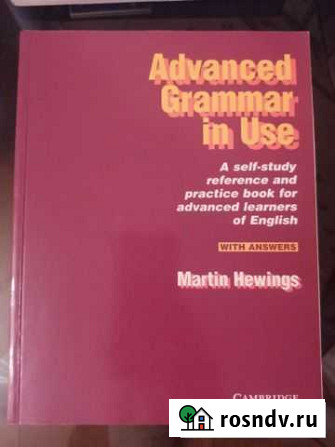 Advanced
Grammar
in Use
A self-study
reference and
practice book for
advanced learners
of English
WITH ANSWERS
Martin Hewings
CAMBRIDGE
rosndv.ru